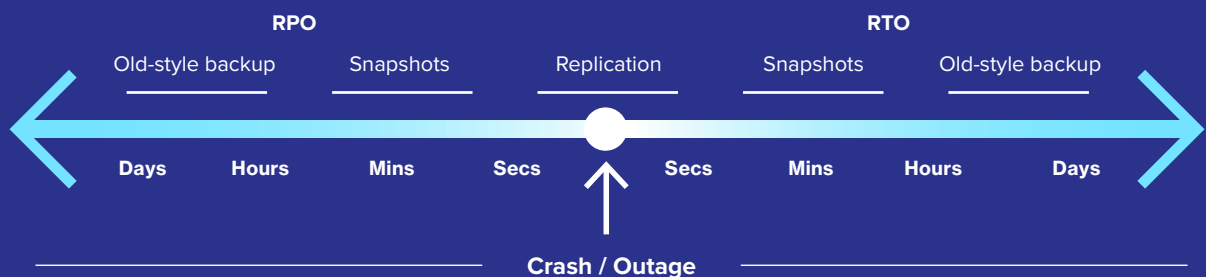 RPO RTO
Old-style backup Snapshots Replication Snapshots Old-style backup
Days Hours Mins Secs Secs Mins Hours Days
Crash / Outage